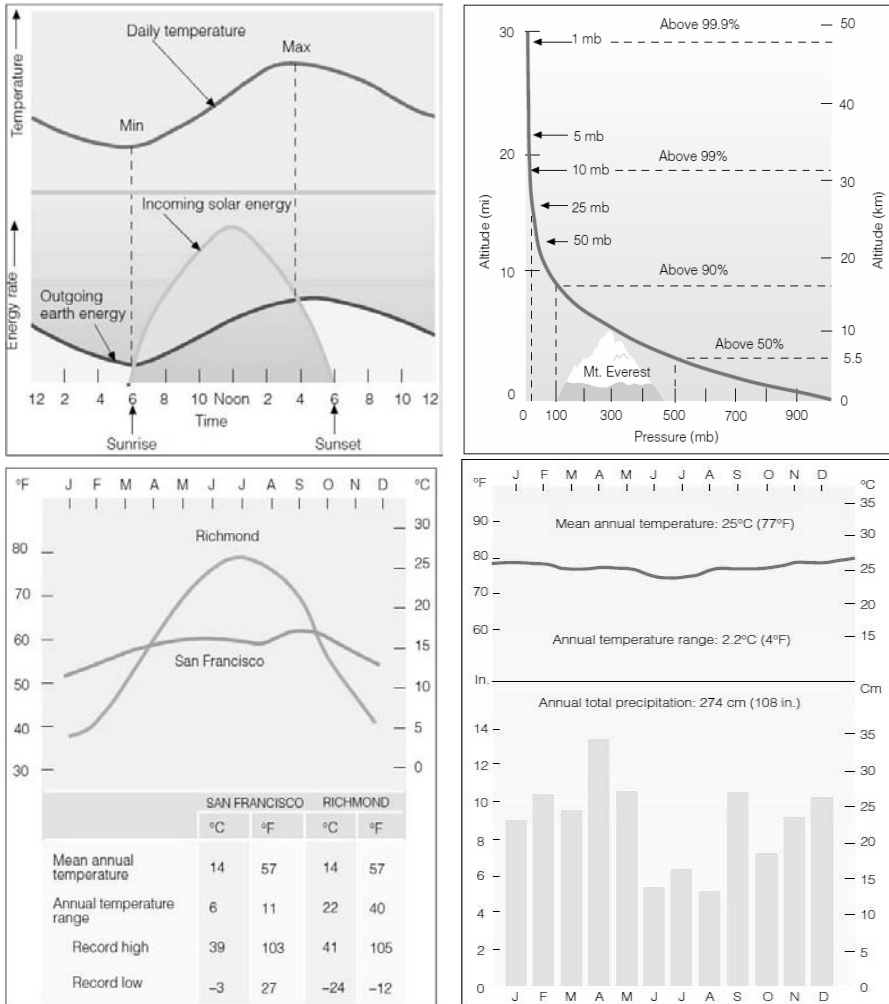 Temperature
Daily temperature
Max
Min
Energy rate
Incoming solar energy
Outgoing
earth energy
12 2 4 6 8 10 Noon 2 4 6 8 10 12
Time
Sunrise
Sunset
30
20
10
0
Altitude (mi)
1 mb
5 mb
10 mb
25 mb
50 mb
Above 99.9%
Above 99%
Above 90%
Above 50%
Mt. Everest
50
40
30
20
10
5.5
0
Altitude (km)
0 100 300 500 700 900
Pressure (mb)
°F
J F M A M J J A S O N D
°C
80
70
60
50
40
30
Richmond
San Francisco
30
25
20
15
10
5
0
SAN FRANCISCO RICHMOND
°C °F °C °F
Mean annual
temperature
14 57 14 57
Annual temperature
range
6 11 22 40
Record high 39 103 41 105
Record low –3 27 –24 –12
°F
J F M A M J J A S O N D
°C
90
80
70
60
35
30
25
15
Mean annual temperature: 25°C (77°F)
Annual temperature range: 2.2°C (4°F)
In.
Cm
Annual total precipitation: 274 cm (108 in.)
14
12
10
8
6
4
2
0
35
30
25
20
15
10
5
0
J F M A M J J A S O N D